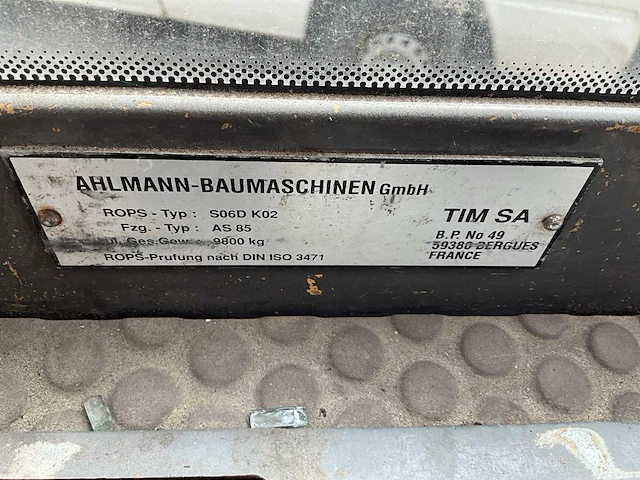 AHLMANN-BAUMASCHINEN GmbH
ROPS - Typ : S06D K02
Fzg. - Typ : AS 85
Ges. Gew. : 9800 kg
ROPS-Prüfung nach DIN ISO 3471
TIM SA
B.P. No 49
59380 BERGUES
FRANCE